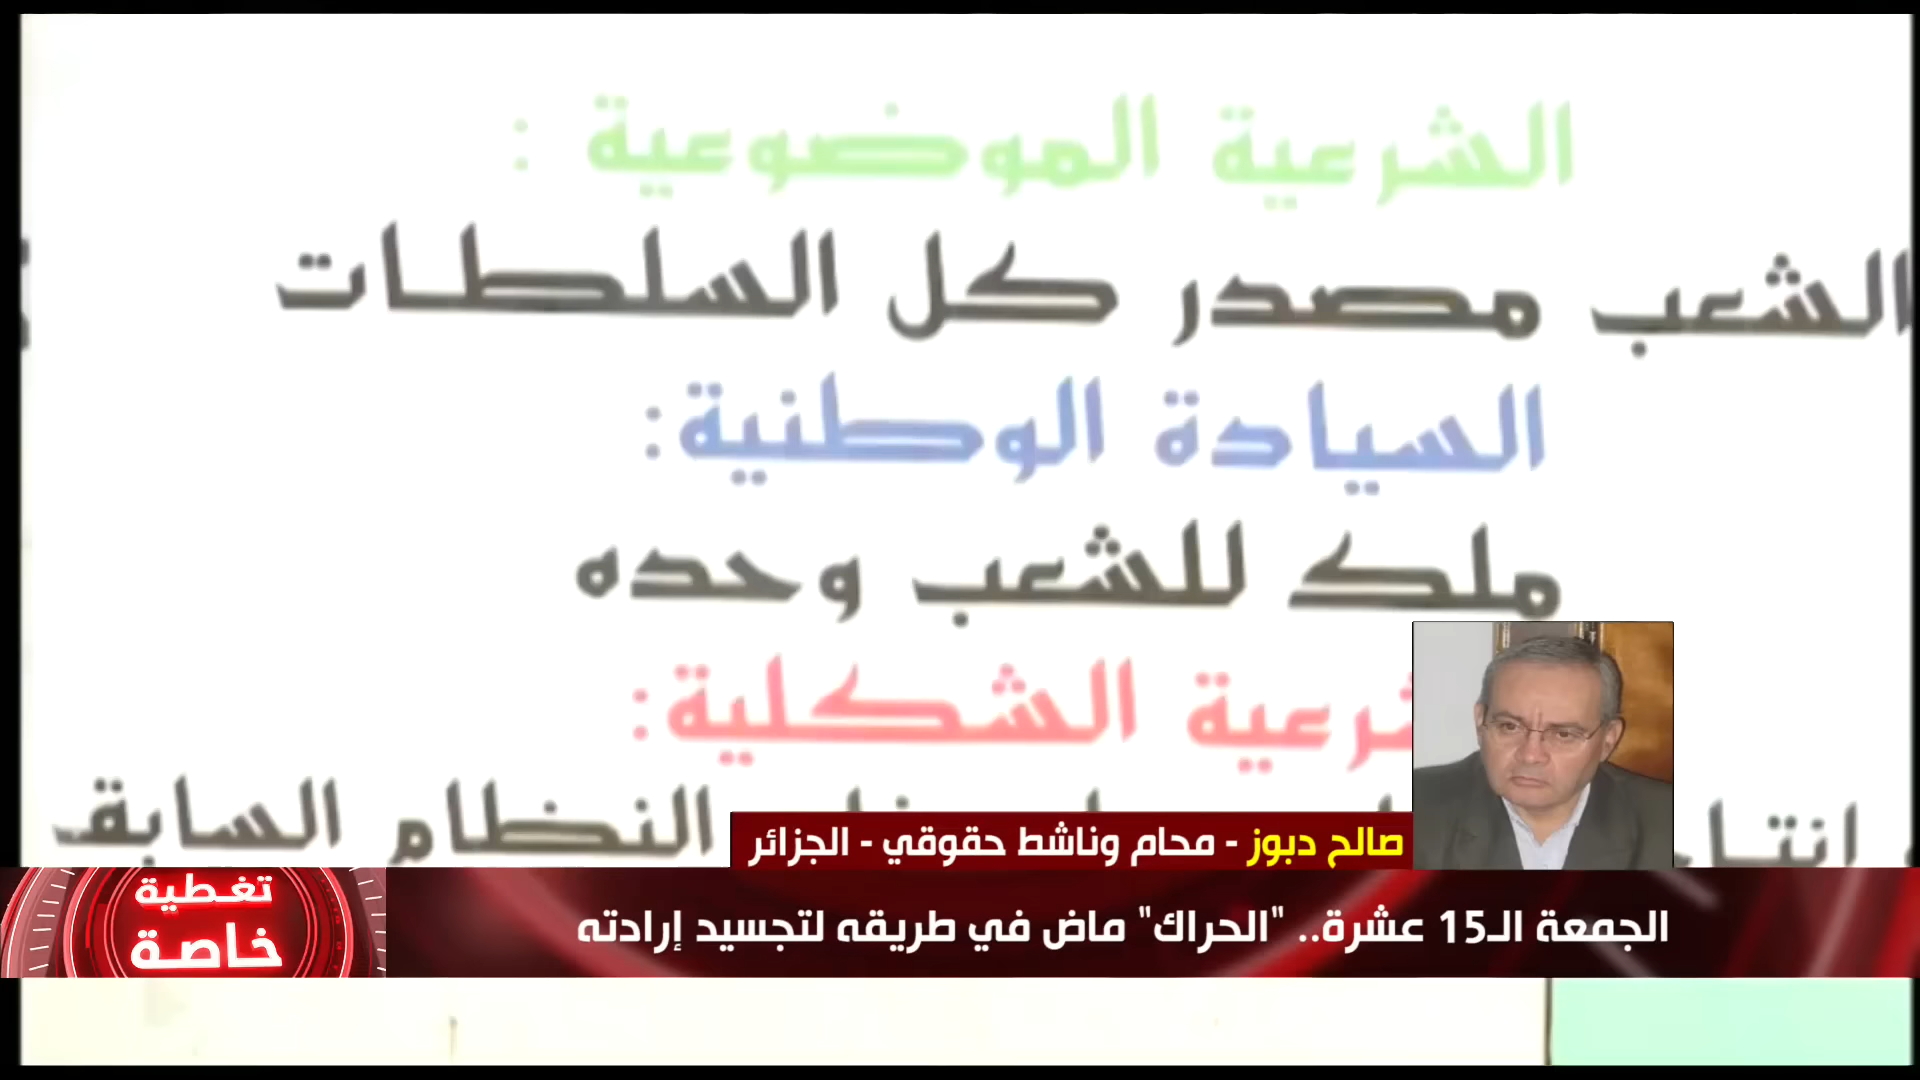 الشرعية الموضوعية :
الشعب مصدر كل السلطات
السيادة الوطنية:
ملك للشعب وحده
الشرعية الشكلية:
النظام السابق
صالح دبوز - محام وناشط حقوقي - الجزائر
تغطية
خاصة
الجمعة الـ15 عشرة.. "الحراك" ماض في طريقه لتجسيد إرادته